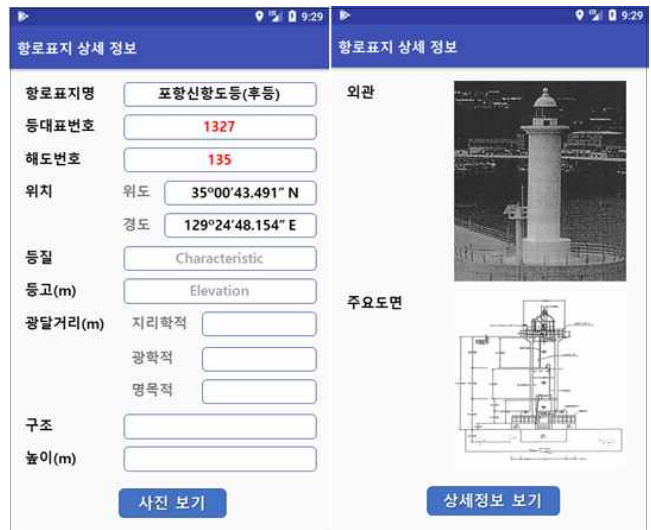 9:29
항로표지 상세 정보
항로표지명 포항신항도등(후등)
등대표번호 1327
해도번호 135
위치 위도 35º00'43.491" N
경도 129º24'48.154" E
등질 Characteristic
등고(m) Elevation
광달거리(m) 지리학적
광학적
명목적
구조
높이(m)
사진 보기
9:29
항로표지 상세 정보
외관
주요도면
상세정보 보기